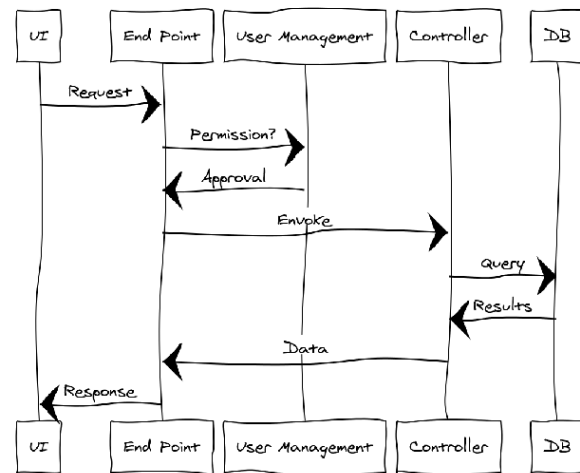 UI
End Point
User Management
Controller
DB
Request
Permission?
Approval
Envoke
Query
Results
Data
Response
UI
End Point
User Management
Controller
DB